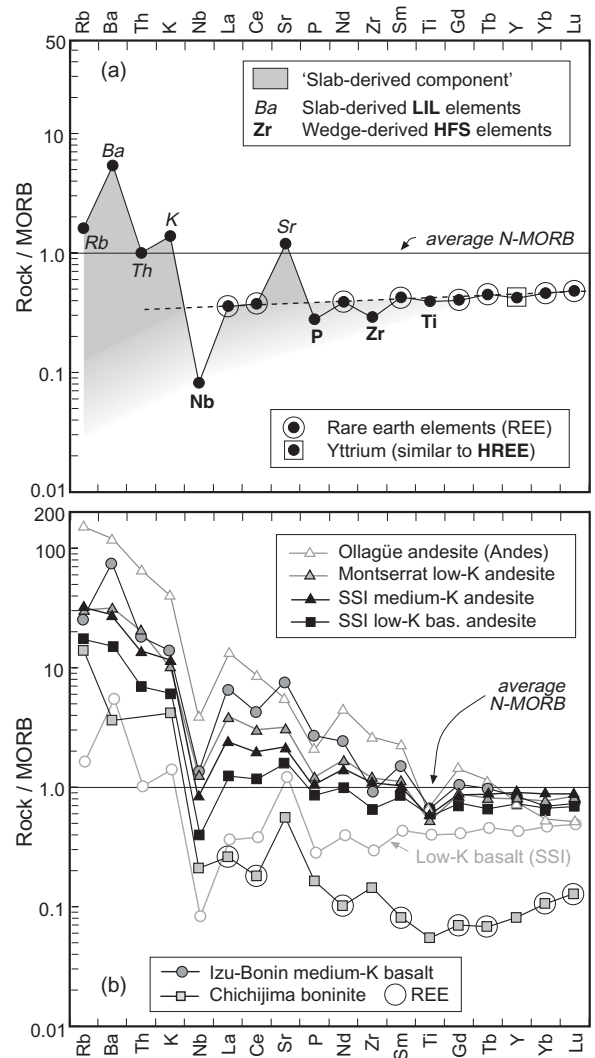 Rb Ba Th K Nb La Ce Sr P Nd Zr Sm Ti Gd Tb Y Yb Lu
50
(a)
'Slab-derived component'
Ba Slab-derived LIL elements
Zr Wedge-derived HFS elements
10
Ba
K
Sr
average N-MORB
Rb
1.0
Th
Rock / MORB
P
Zr
Ti
0.1
Nb
Rare earth elements (REE)
Yttrium (similar to HREE)
0.01
200
(b)
100
Ollagüe andesite (Andes)
Montserrat low-K andesite
SSI medium-K andesite
SSI low-K bas. andesite
10
average
N-MORB
Rock / MORB
1.0
Low-K basalt (SSI)
0.1
Izu-Bonin medium-K basalt
Chichijima boninite REE
0.01
Rb Ba Th K Nb La Ce Sr P Nd Zr Sm Ti Gd Tb Y Yb Lu